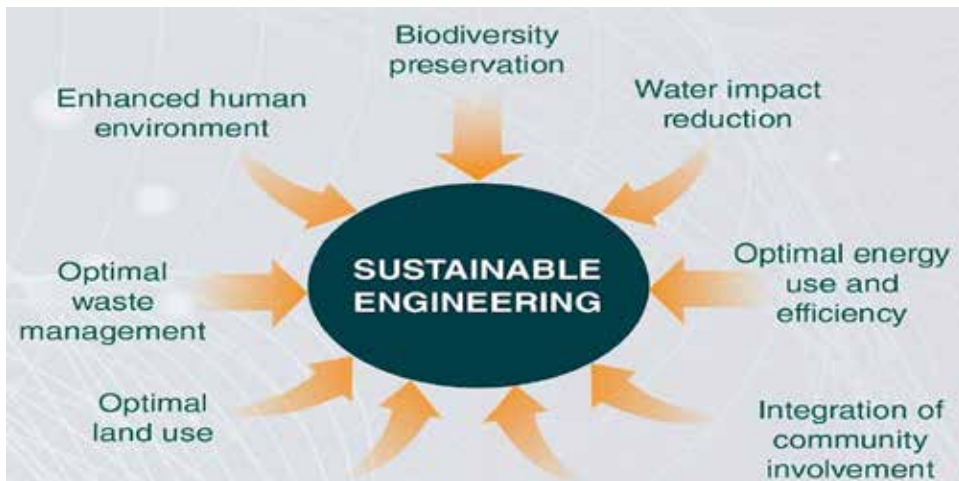 Biodiversity
preservation
Enhanced human
environment
Water impact
reduction
SUSTAINABLE
ENGINEERING
Optimal
waste
management
Optimal energy
use and
efficiency
Optimal
land use
Integration of
community
involvement